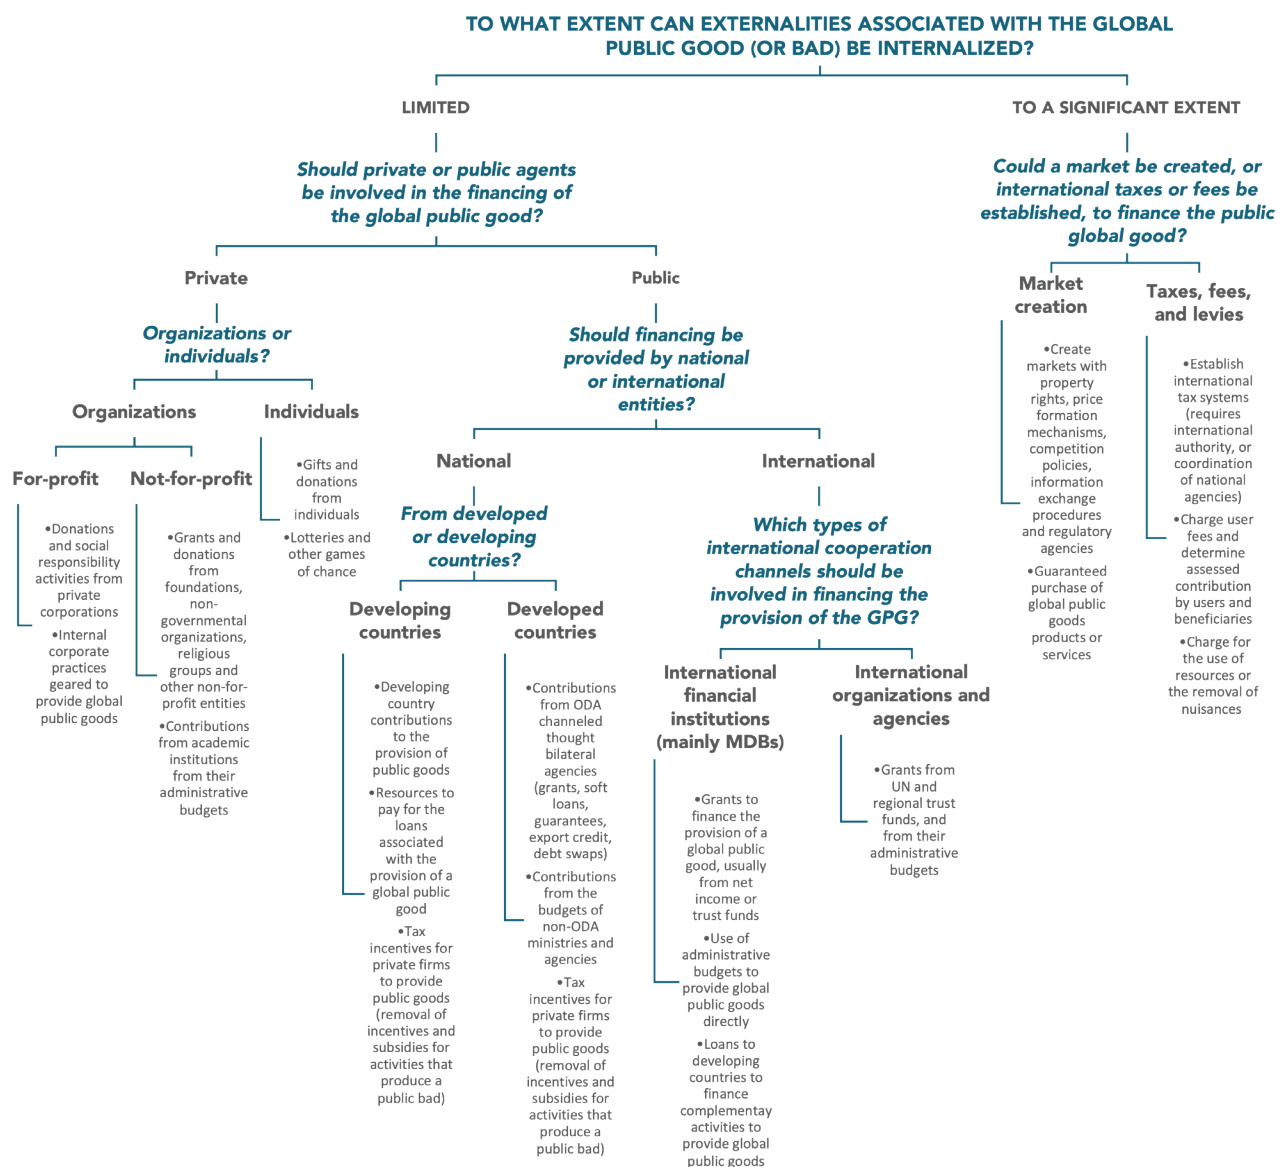 TO WHAT EXTENT CAN EXTERNALITIES ASSOCIATED WITH THE GLOBAL
PUBLIC GOOD (OR BAD) BE INTERNALIZED?
LIMITED
Should private or public agents
be involved in the financing of
the global public good?
Private
Organizations or
individuals?
Organizations
For-profit
•Donations
and social
responsibility
activities from
private
corporations
•Internal
corporate
practices
geared to
provide global
public goods
Not-for-profit
•Grants and
donations
from
foundations,
non-
governmental
organizations,
religious
groups and
other non-for-
profit entities
•Contributions
from academic
institutions
from their
administrative
budgets
Individuals
•Gifts and
donations
from
individuals
•Lotteries and
other games
of chance
Public
Should financing be
provided by national
or international
entities?
National
From developed
or developing
countries?
Developing
countries
•Developing
country
contributions
to the
provision of
public goods
•Resources to
pay for the
loans
associated
with the
provision of a
global public
good
•Tax
incentives for
private firms
to provide
public goods
(removal of
incentives and
subsidies for
activities that
produce a
public bad)
Developed
countries
•Contributions
from ODA
channeled
thought
bilateral
agencies
(grants, soft
loans,
guarantees,
export credit,
debt swaps)
•Contributions
from the
budgets of
non-ODA
ministries and
agencies
•Tax
incentives for
private firms
to provide
public goods
(removal of
incentives and
subsidies for
activities that
produce a
public bad)
International
Which types of
international cooperation
channels should be
involved in financing the
provision of the GPG?
International
financial
institutions
(mainly MDBs)
•Grants to
finance the
provision of a
global public
good, usually
from net
income or
trust funds
•Use of
administrative
budgets to
provide global
public goods
directly
•Loans to
developing
countries to
finance
complementay
activities to
provide global
public goods
International
organizations and
agencies
•Grants from
UN and
regional trust
funds, and
from their
administrative
budgets
TO A SIGNIFICANT EXTENT
Could a market be created, or
international taxes or fees be
established, to finance the public
global good?
Market
creation
•Create
markets with
property
rights, price
formation
mechanisms,
competition
policies,
information
exchange
procedures
and regulatory
agencies
•Guaranteed
purchase of
global public
goods
products or
services
Taxes, fees,
and levies
•Establish
international
tax systems
(requires
international
authority, or
coordination
of national
agencies)
•Charge user
fees and
determine
assessed
contribution
by users and
beneficiaries
•Charge for
the use of
resources or
the removal of
nuisances